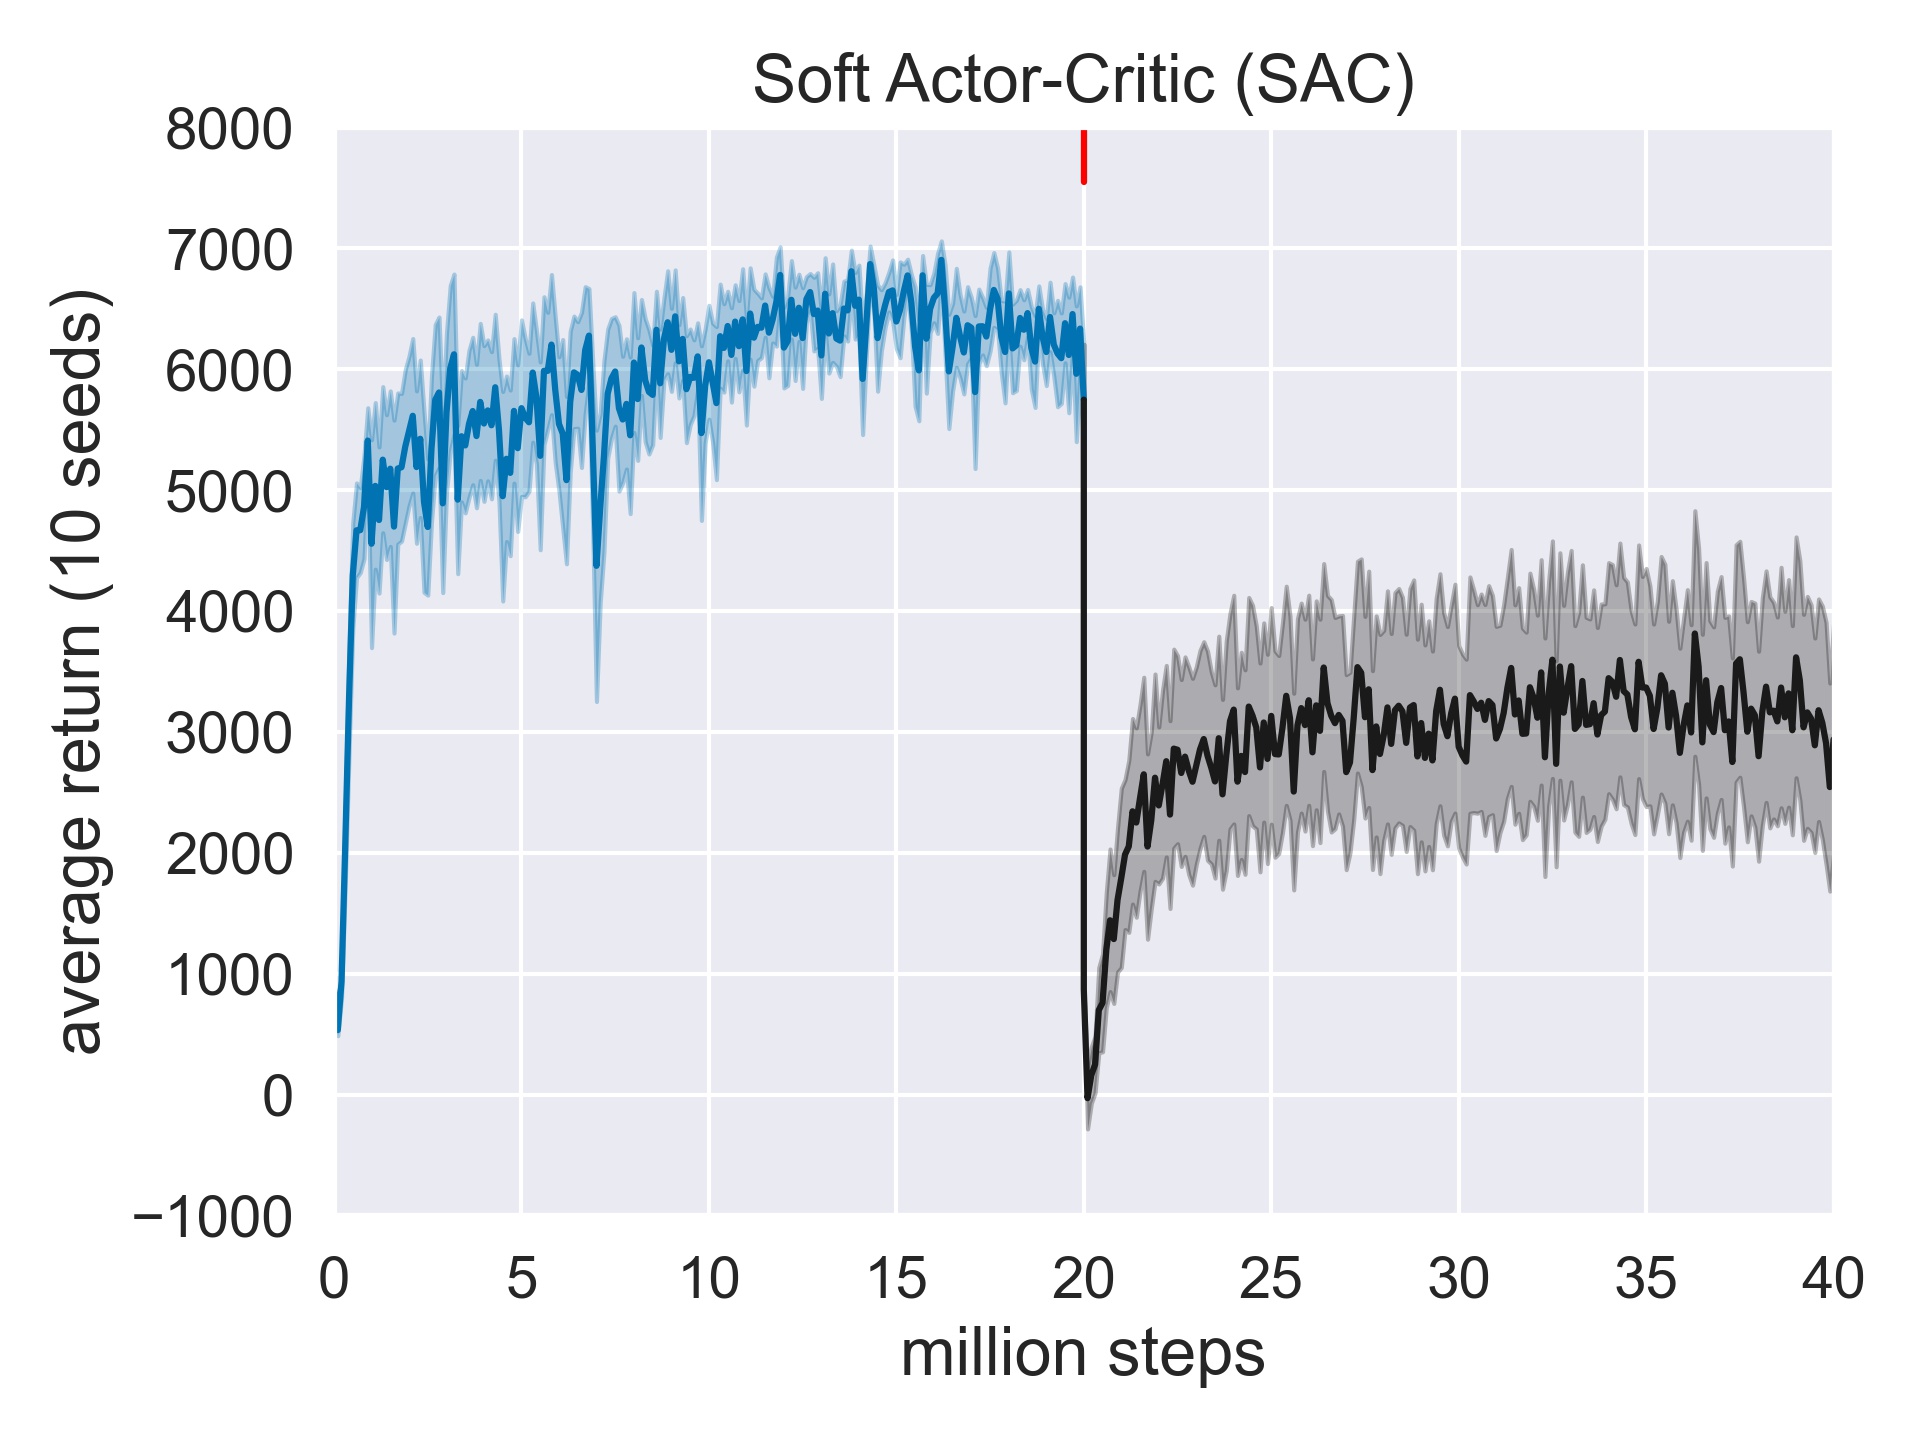 Soft Actor-Critic (SAC)
8000
7000
6000
5000
4000
3000
2000
1000
0
−1000
average return (10 seeds)
0 5 10 15 20 25 30 35 40
million steps